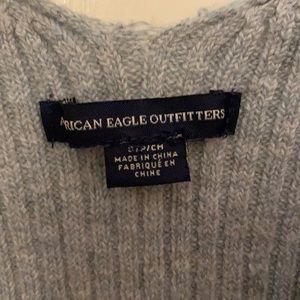 RICAN EAGLE OUTFITTERS
S/P/CH
MADE IN CHINA
FABRIQUÉ EN
CHINE